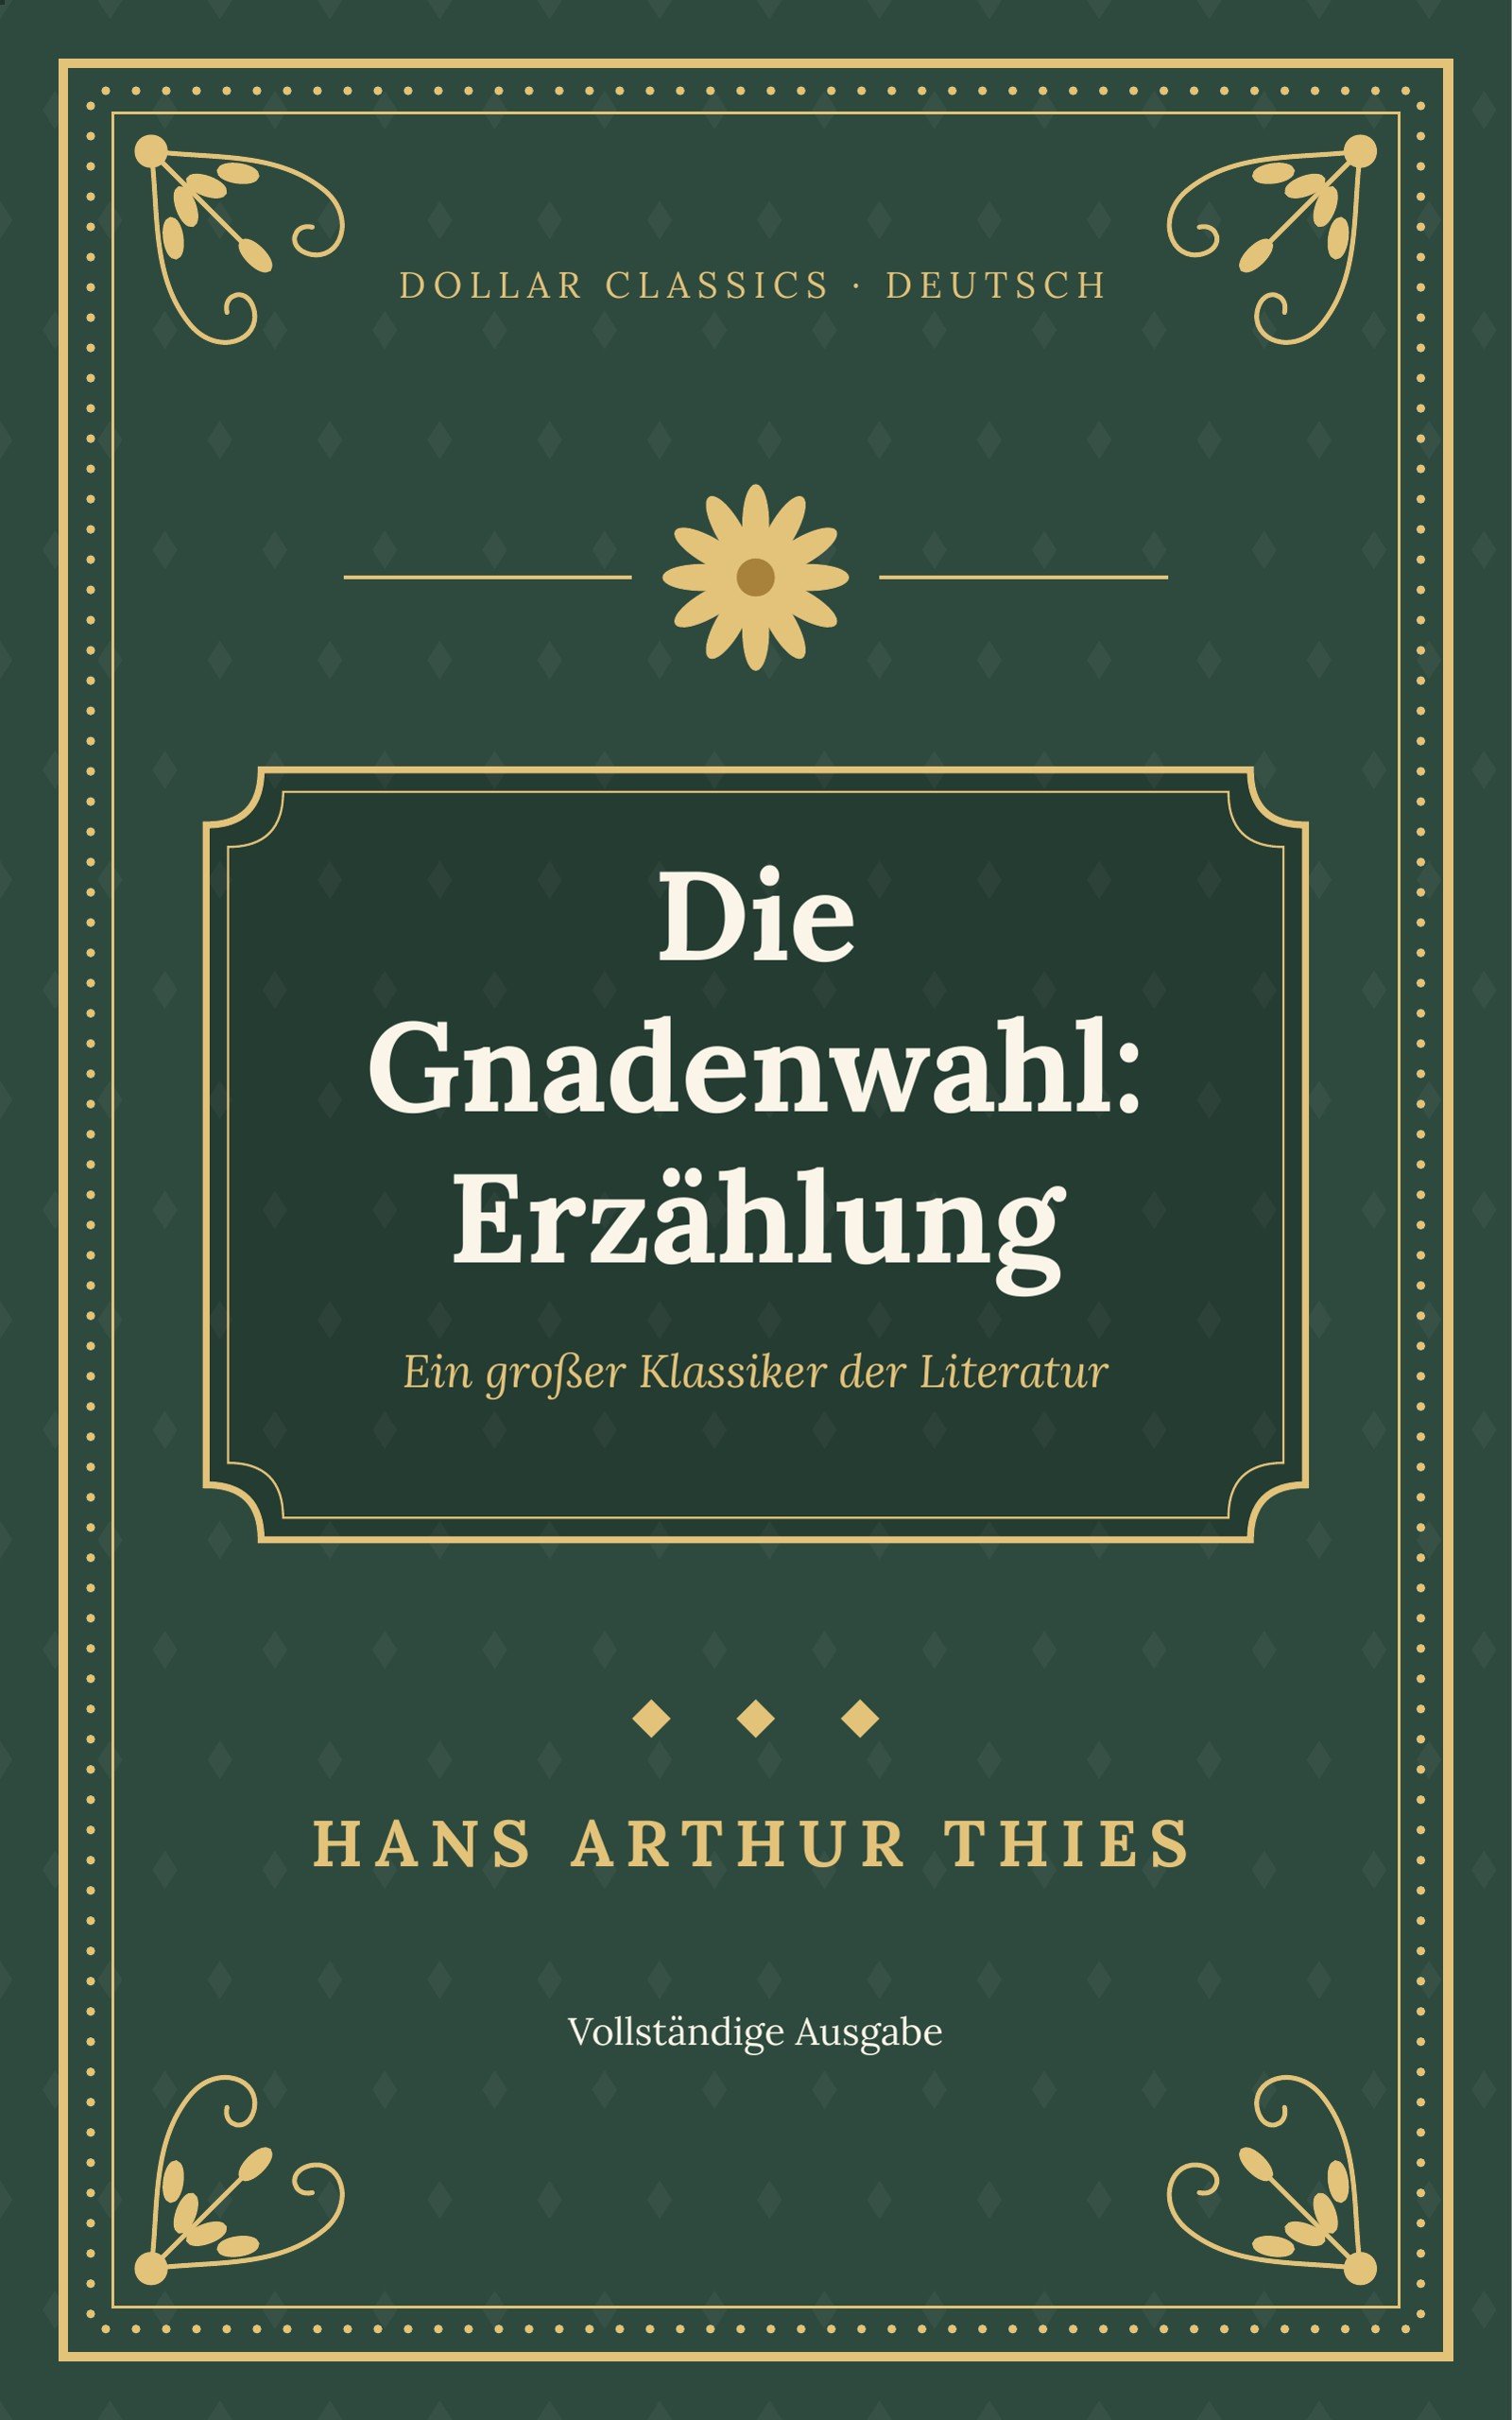 DOLLAR CLASSICS · DEUTSCH
Die
Gnadenwahl:
Erzählung
Ein großer Klassiker der Literatur
HANS ARTHUR THIES
Vollständige Ausgabe